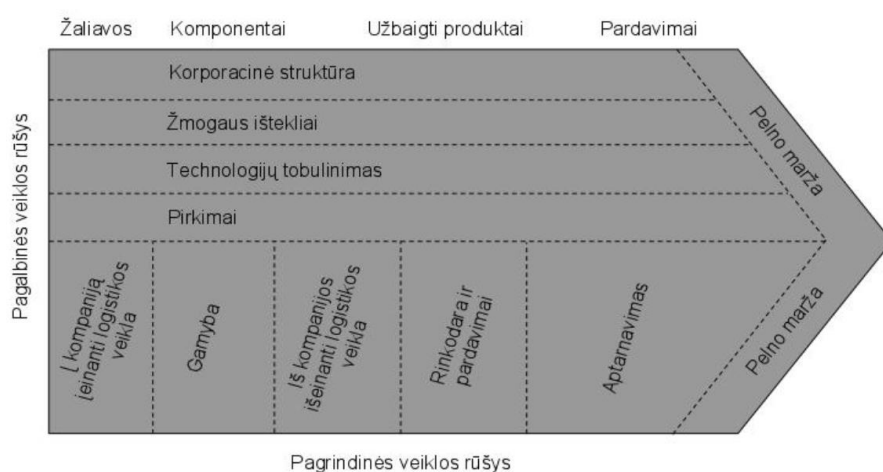 Žaliavos Komponentai Užbaigti produktai Pardavimai
Pagalbinės veiklos rūšys
Korporacinė struktūra
Žmogaus ištekliai
Technologijų tobulinimas
Pirkimai
Pelno marža
Į kompaniją
įeinanti logistikos
veikla
Gamyba
Iš kompanijos
išeinanti logistikos
veikla
Rinkodara ir
pardavimai
Aptarnavimas
Pelno marža
Pagrindinės veiklos rūšys